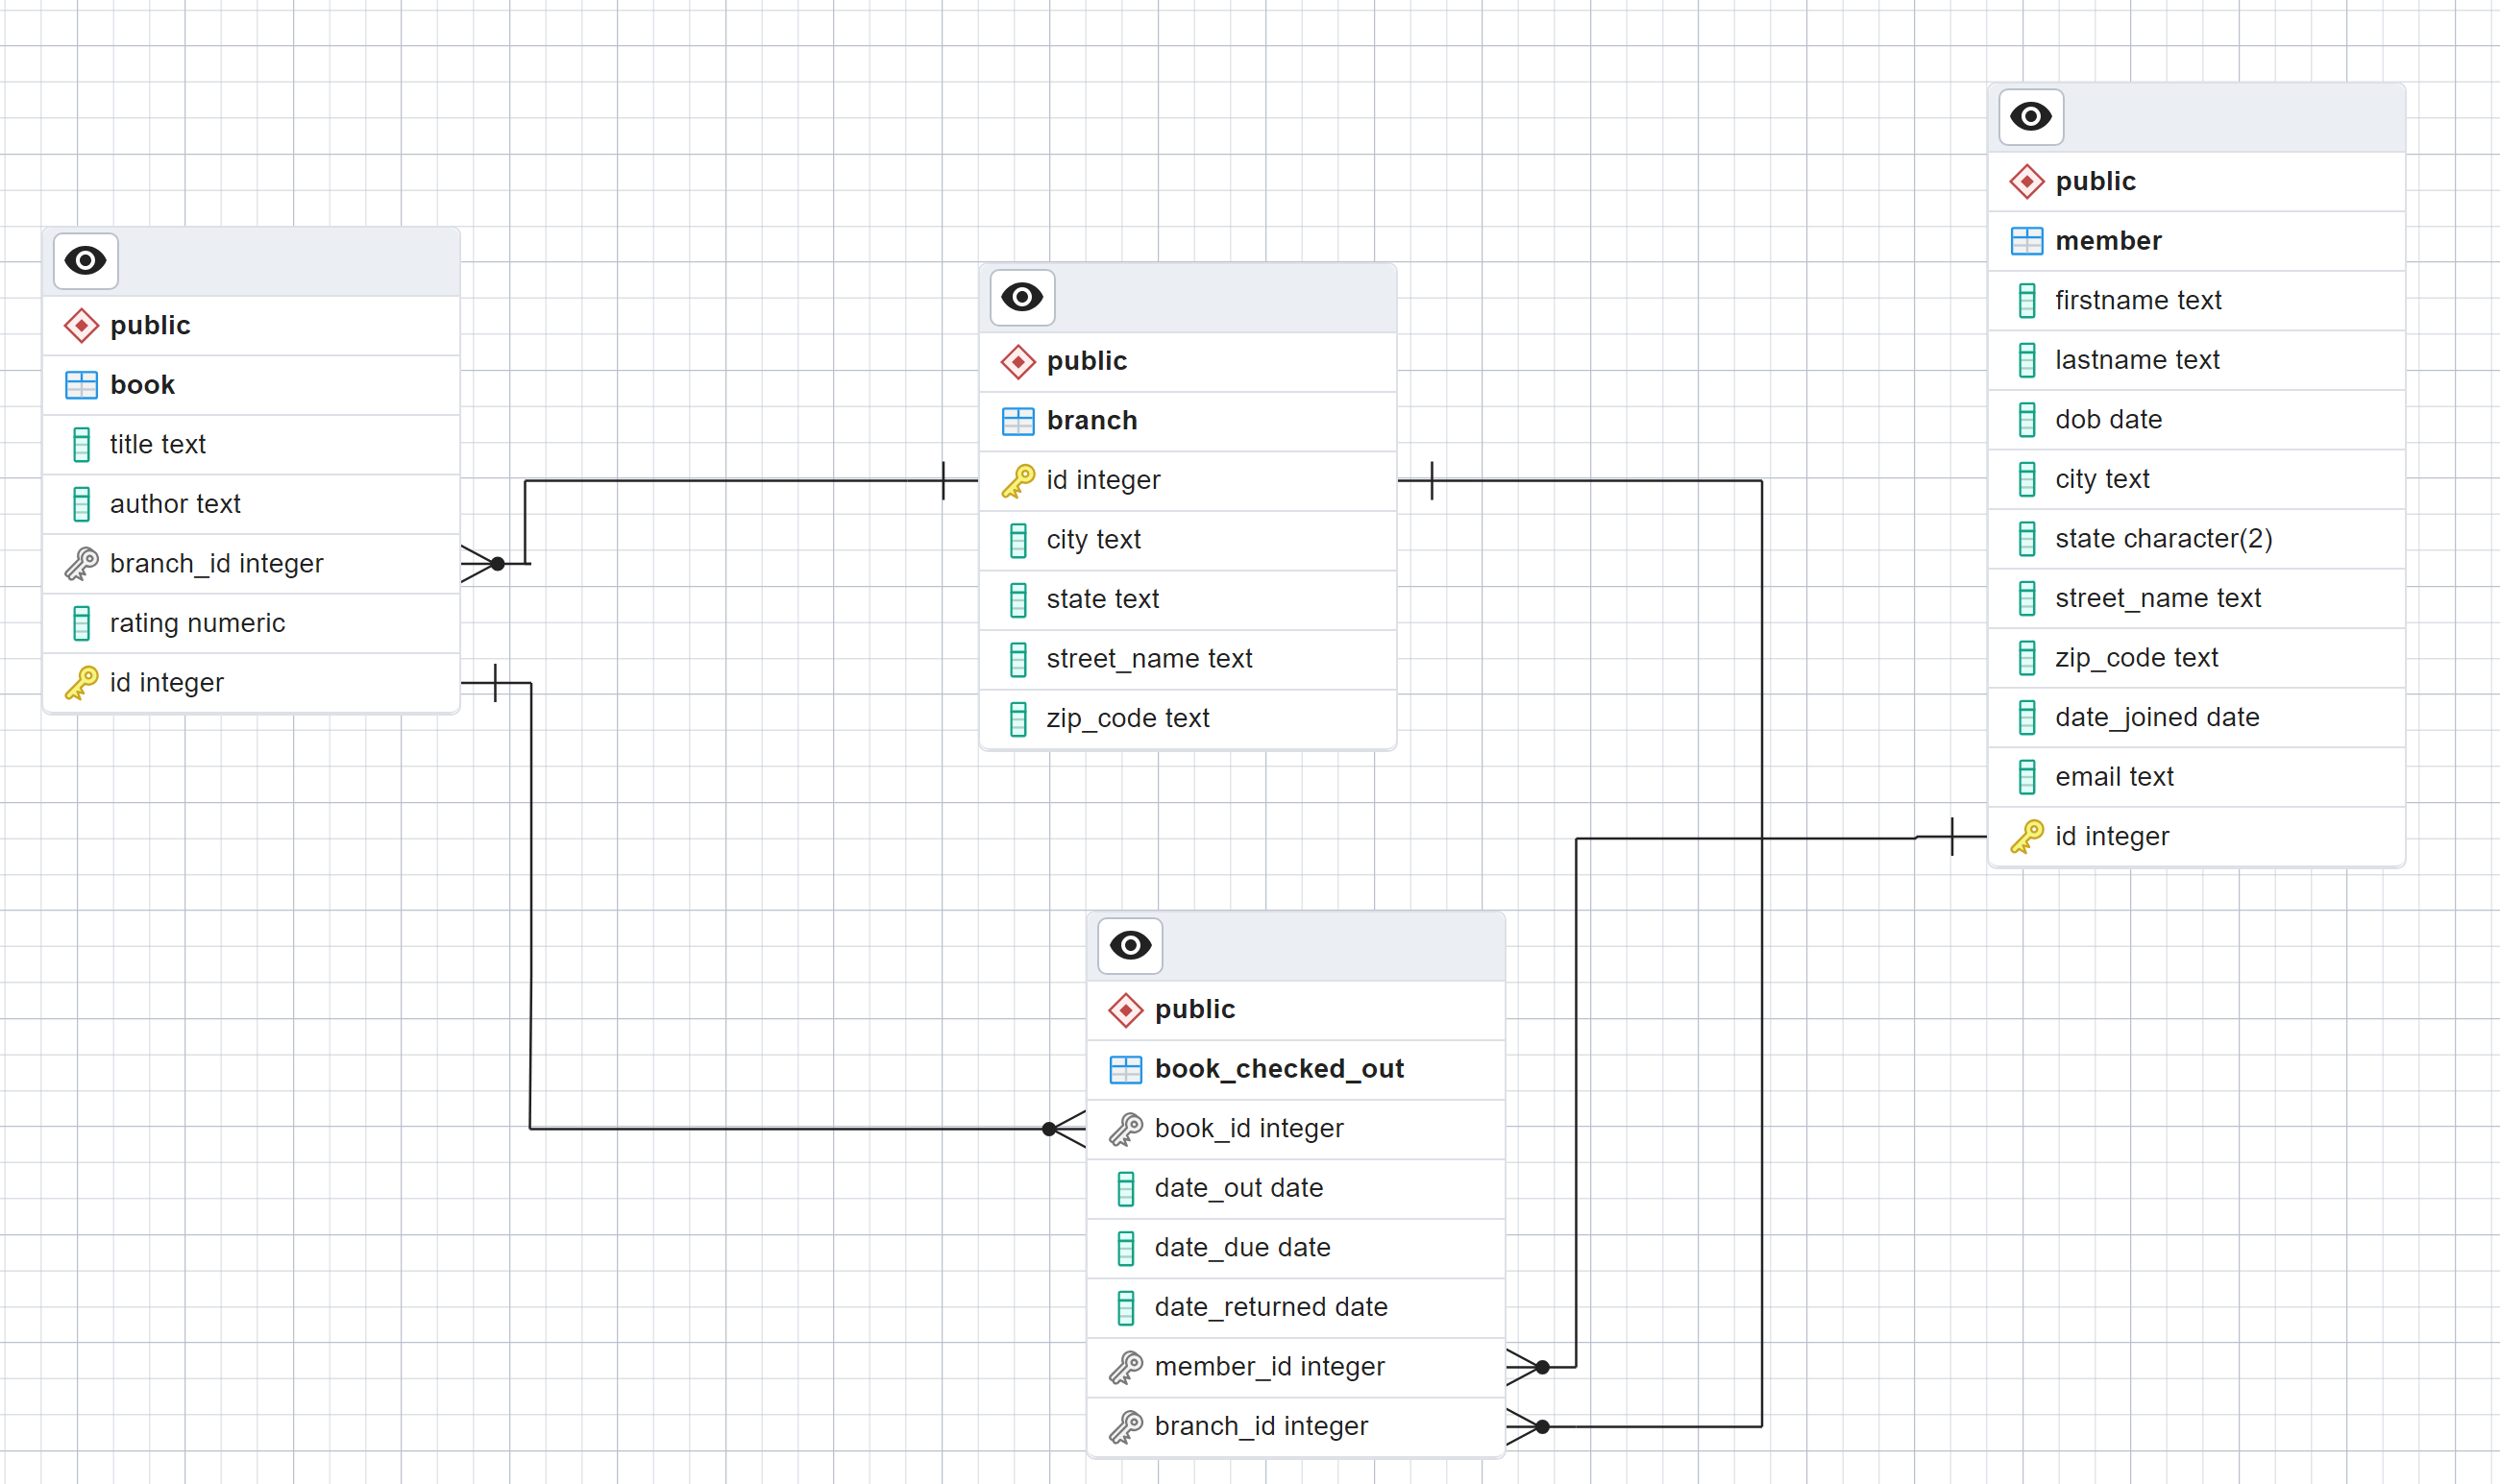 public
book
title text
author text
branch_id integer
rating numeric
id integer
public
branch
id integer
city text
state text
street_name text
zip_code text
public
member
firstname text
lastname text
dob date
city text
state character(2)
street_name text
zip_code text
date_joined date
email text
id integer
public
book_checked_out
book_id integer
date_out date
date_due date
date_returned date
member_id integer
branch_id integer